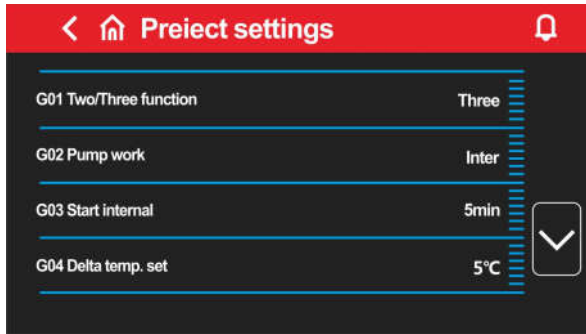 Preiect settings
G01 Two/Three function Three
G02 Pump work Inter
G03 Start internal 5min
G04 Delta temp. set 5℃